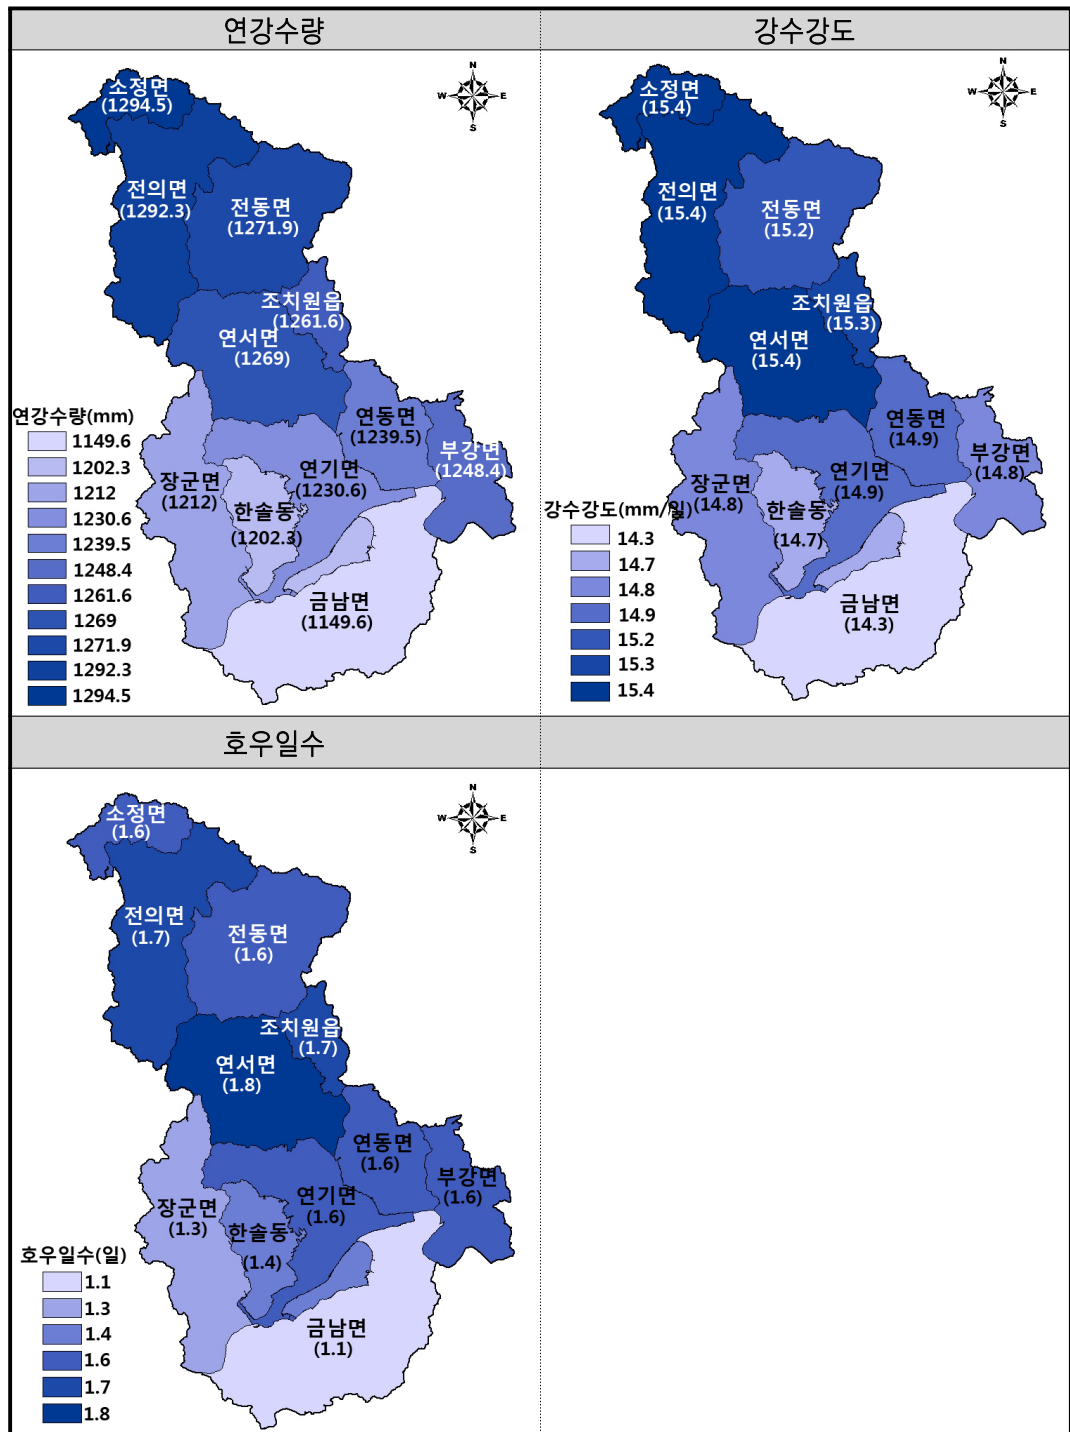 연강수량
강수강도
N
W E
S
소정면
(1294.5)
전의면
(1292.3)
전동면
(1271.9)
조치원읍
(1261.6)
연서면
(1269)
연동면
(1239.5)
부강면
(1248.4)
장군면
(1212)
연기면
(1230.6)
한솔동
(1202.3)
금남면
(1149.6)
연강수량(mm)
1149.6
1202.3
1212
1230.6
1239.5
1248.4
1261.6
1269
1271.9
1292.3
1294.5
N
W E
S
소정면
(15.4)
전의면
(15.4)
전동면
(15.2)
조치원읍
(15.3)
연서면
(15.4)
연동면
(14.9)
부강면
(14.8)
장군면
(14.8)
연기면
(14.9)
한솔동
(14.7)
금남면
(14.3)
강수강도(mm/일)
14.3
14.7
14.8
14.9
15.2
15.3
15.4
호우일수
N
W E
S
소정면
(1.6)
전의면
(1.7)
전동면
(1.6)
조치원읍
(1.7)
연서면
(1.8)
연동면
(1.6)
부강면
(1.6)
연기면
(1.6)
장군면
(1.3)
한솔동
(1.4)
금남면
(1.1)
호우일수(일)
1.1
1.3
1.4
1.6
1.7
1.8